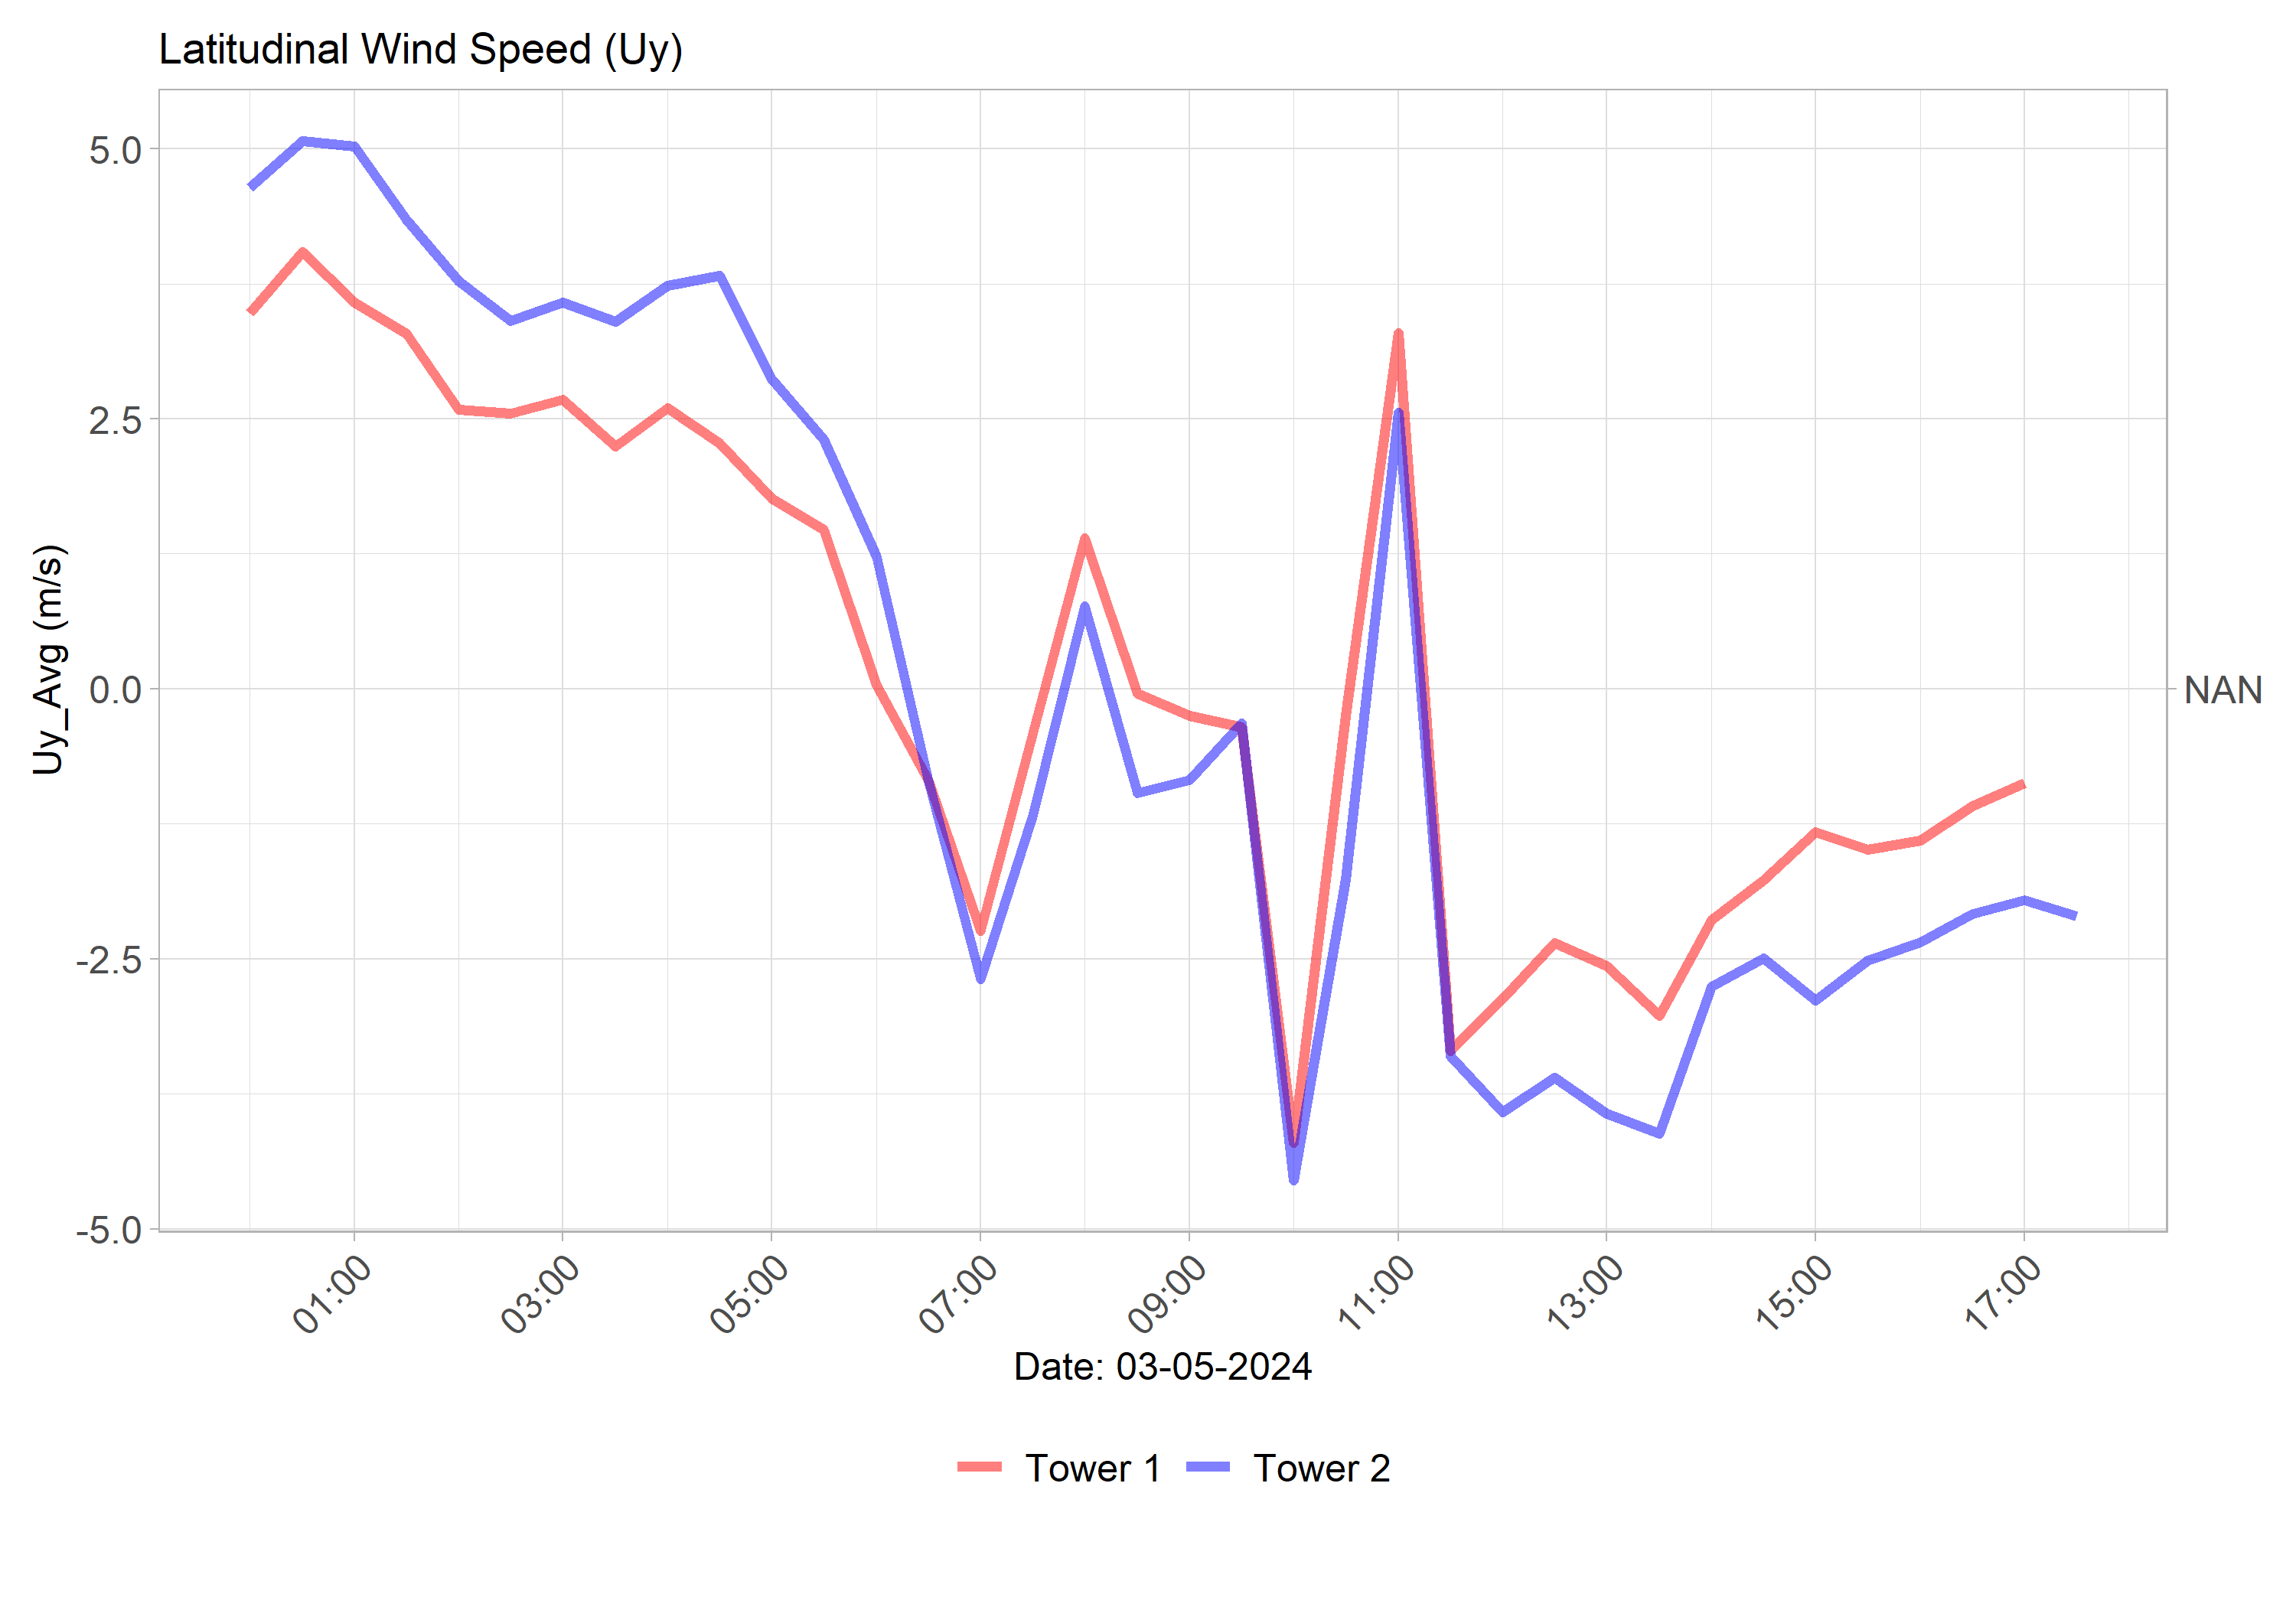 Latitudinal Wind Speed (Uy)
Uy_Avg (m/s)
5.0
2.5
0.0
-2.5
-5.0
NAN
01:00 03:00 05:00 07:00 09:00 11:00 13:00 15:00 17:00
Date: 03-05-2024
Tower 1 Tower 2